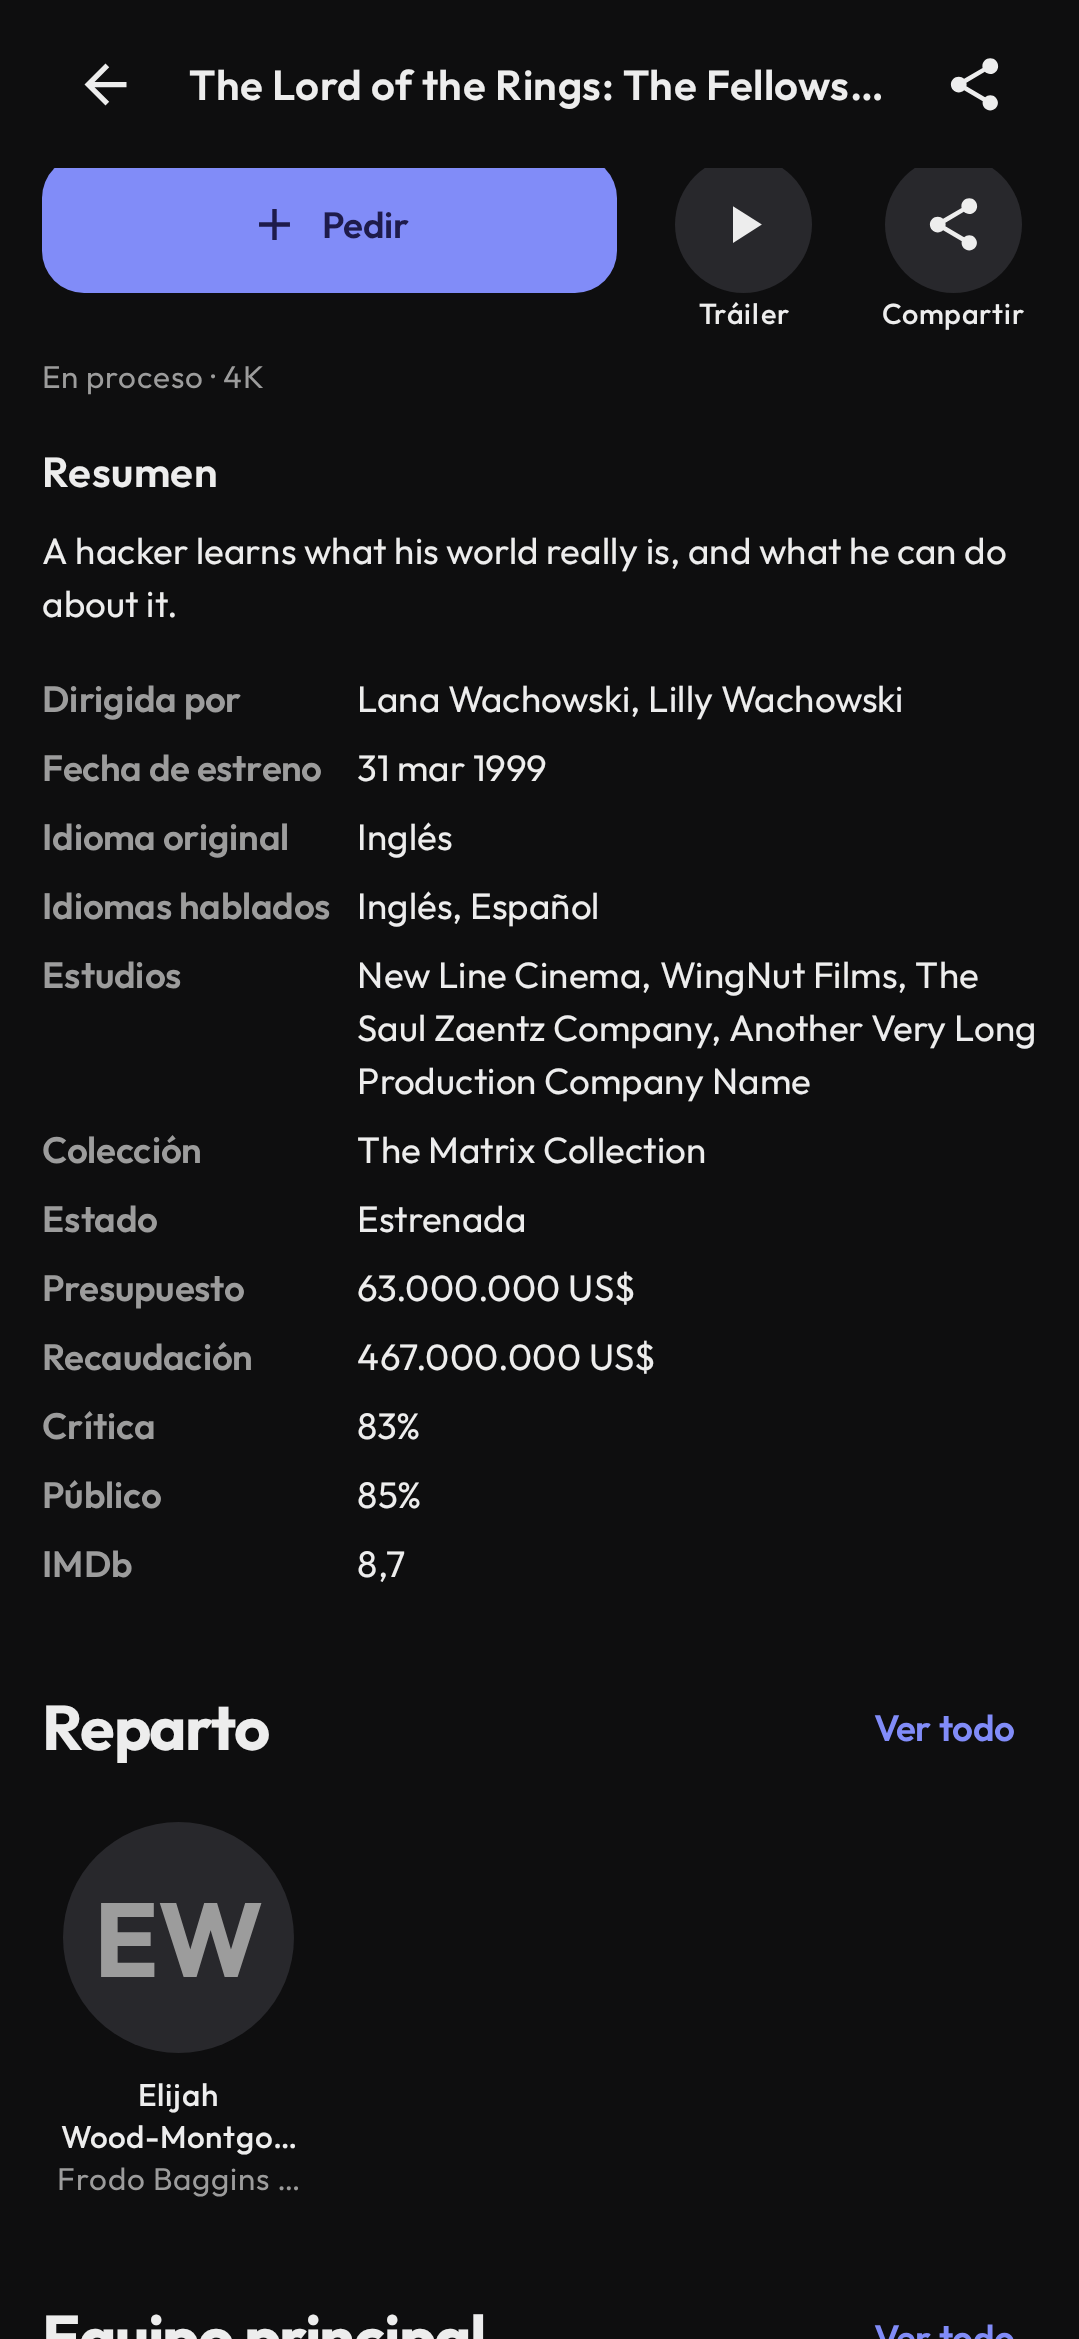 The Lord of the Rings: The Fellows...
+ Pedir
Tráiler
Compartir
En proceso · 4K
Resumen
A hacker learns what his world really is, and what he can do
about it.
Dirigida por Lana Wachowski, Lilly Wachowski
Fecha de estreno 31 mar 1999
Idioma original Inglés
Idiomas hablados Inglés, Español
Estudios New Line Cinema, WingNut Films, The
Saul Zaentz Company, Another Very Long
Production Company Name
Colección The Matrix Collection
Estado Estrenada
Presupuesto 63.000.000 US$
Recaudación 467.000.000 US$
Crítica 83%
Público 85%
IMDb 8,7
Reparto Ver todo
EW
Elijah
Wood-Montgo...
Frodo Baggins ...
Equipo principal Ver todo